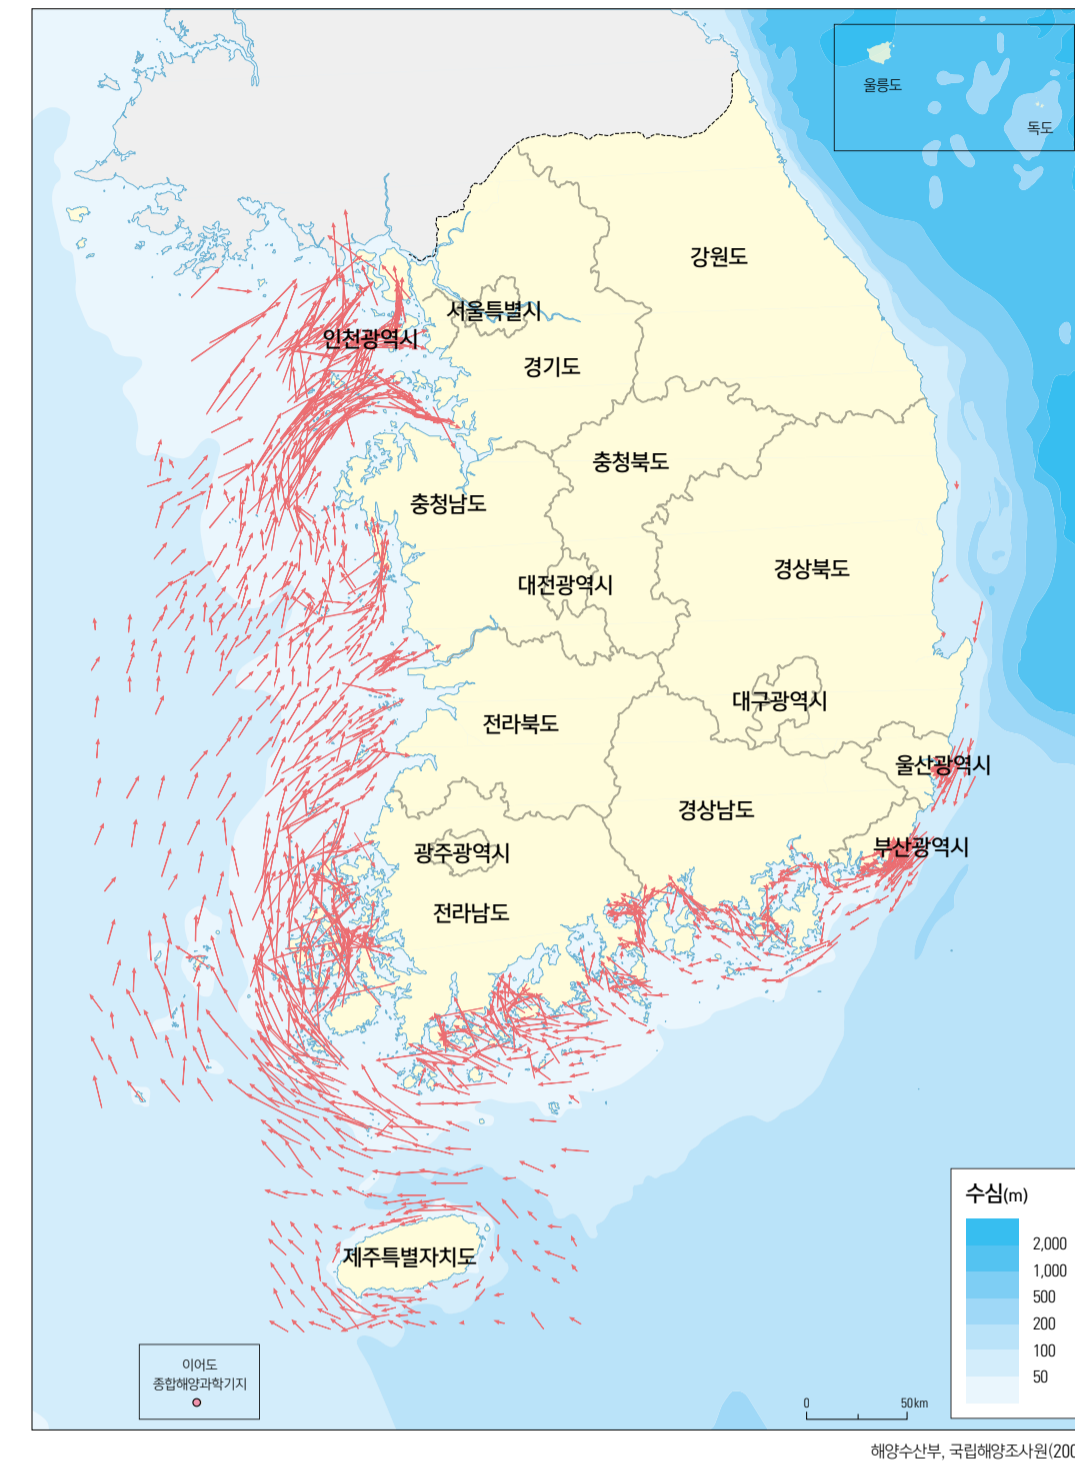 울릉도
독도
강원도
서울특별시
인천광역시
경기도
충청북도
충청남도
대전광역시
경상북도
대구광역시
전라북도
울산광역시
경상남도
부산광역시
광주광역시
전라남도
제주특별자치도
이어도
종합해양과학기지
수심(m)
2,000
1,000
500
200
100
50
0 50km
해양수산부, 국립해양조사원(200